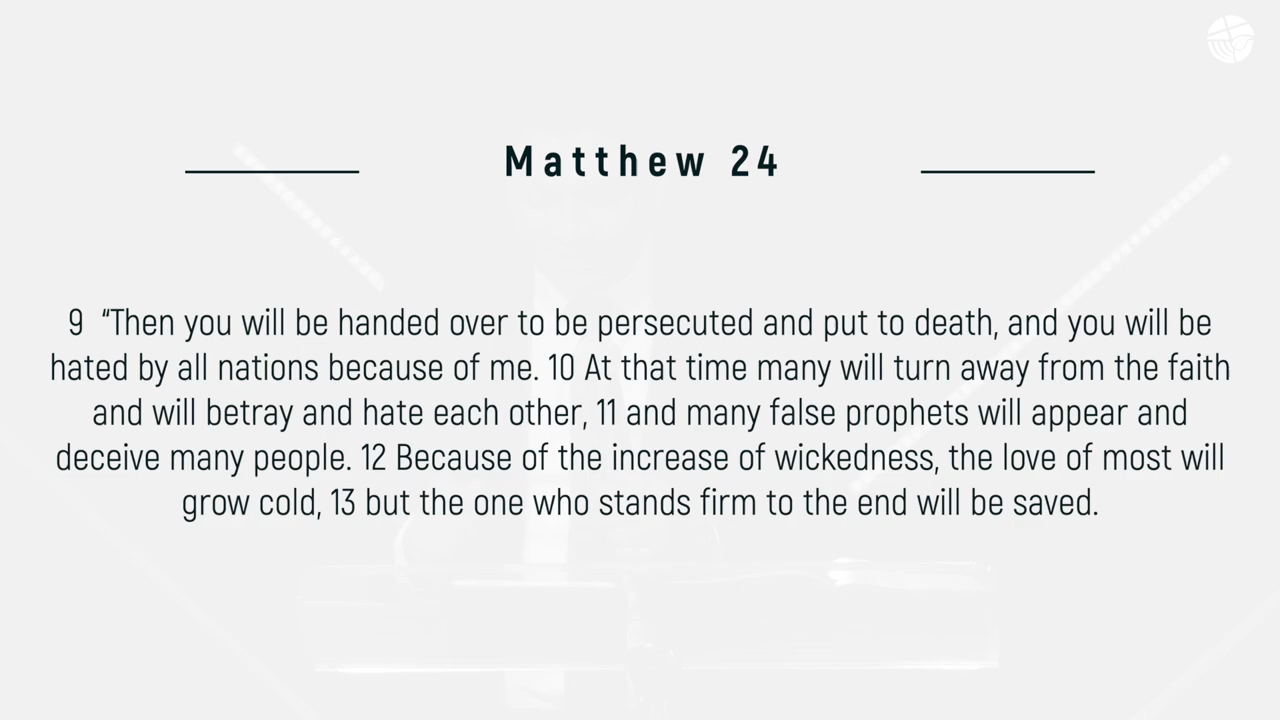 Matthew 24
9 “Then you will be handed over to be persecuted and put to death, and you will be
hated by all nations because of me. 10 At that time many will turn away from the faith
and will betray and hate each other, 11 and many false prophets will appear and
deceive many people. 12 Because of the increase of wickedness, the love of most will
grow cold, 13 but the one who stands firm to the end will be saved.